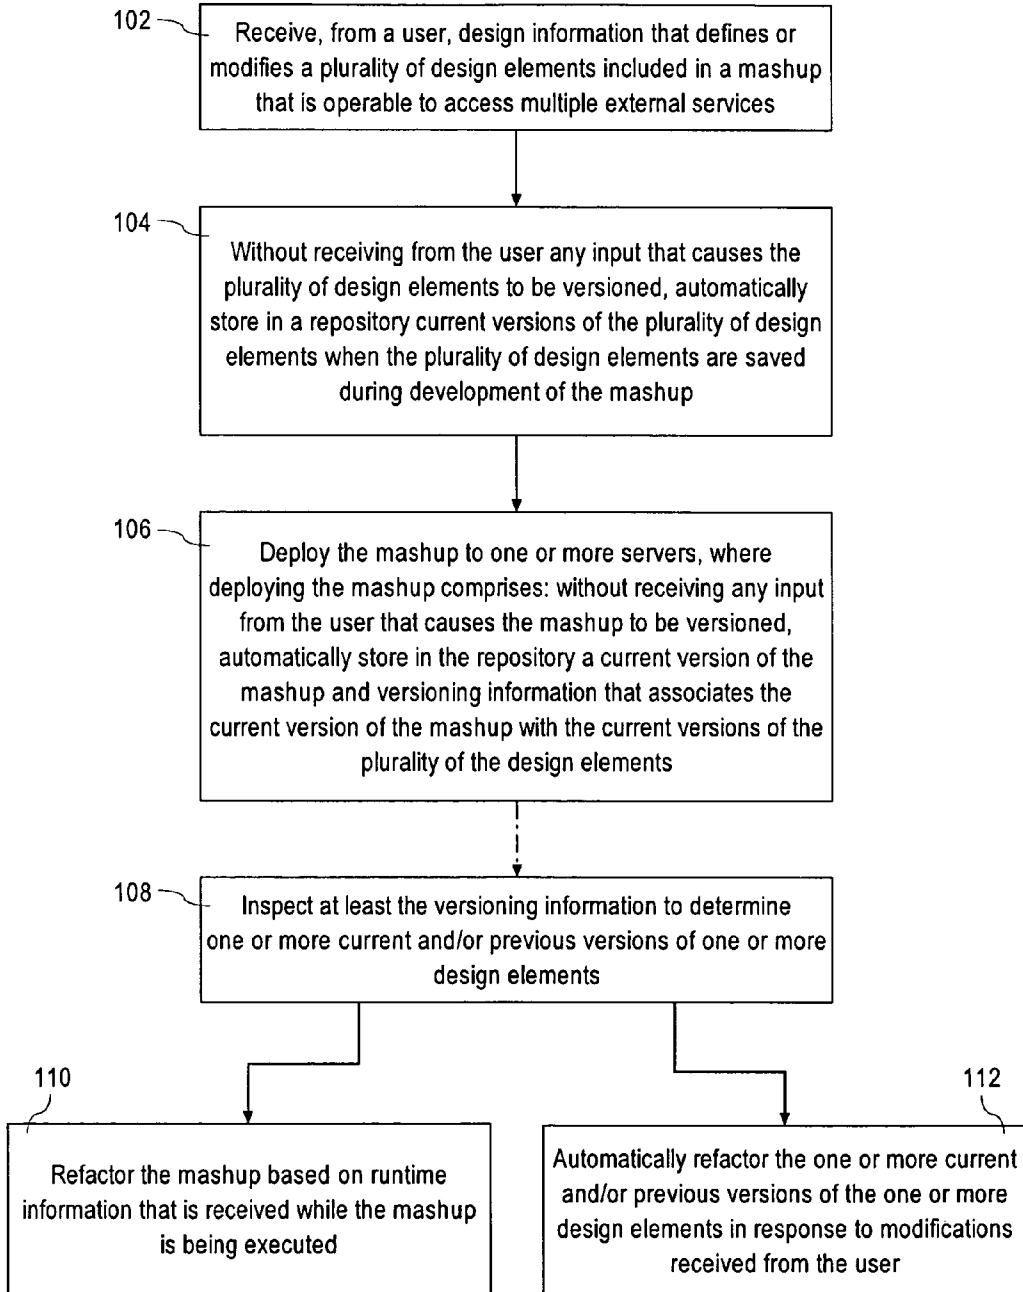 102
Receive, from a user, design information that defines or
modifies a plurality of design elements included in a mashup
that is operable to access multiple external services
104
Without receiving from the user any input that causes the
plurality of design elements to be versioned, automatically
store in a repository current versions of the plurality of design
elements when the plurality of design elements are saved
during development of the mashup
106
Deploy the mashup to one or more servers, where
deploying the mashup comprises: without receiving any input
from the user that causes the mashup to be versioned,
automatically store in the repository a current version of the
mashup and versioning information that associates the
current version of the mashup with the current versions of the
plurality of the design elements
108
Inspect at least the versioning information to determine
one or more current and/or previous versions of one or more
design elements
110
Refactor the mashup based on runtime
information that is received while the mashup
is being executed
112
Automatically refactor the one or more current
and/or previous versions of the one or more
design elements in response to modifications
received from the user